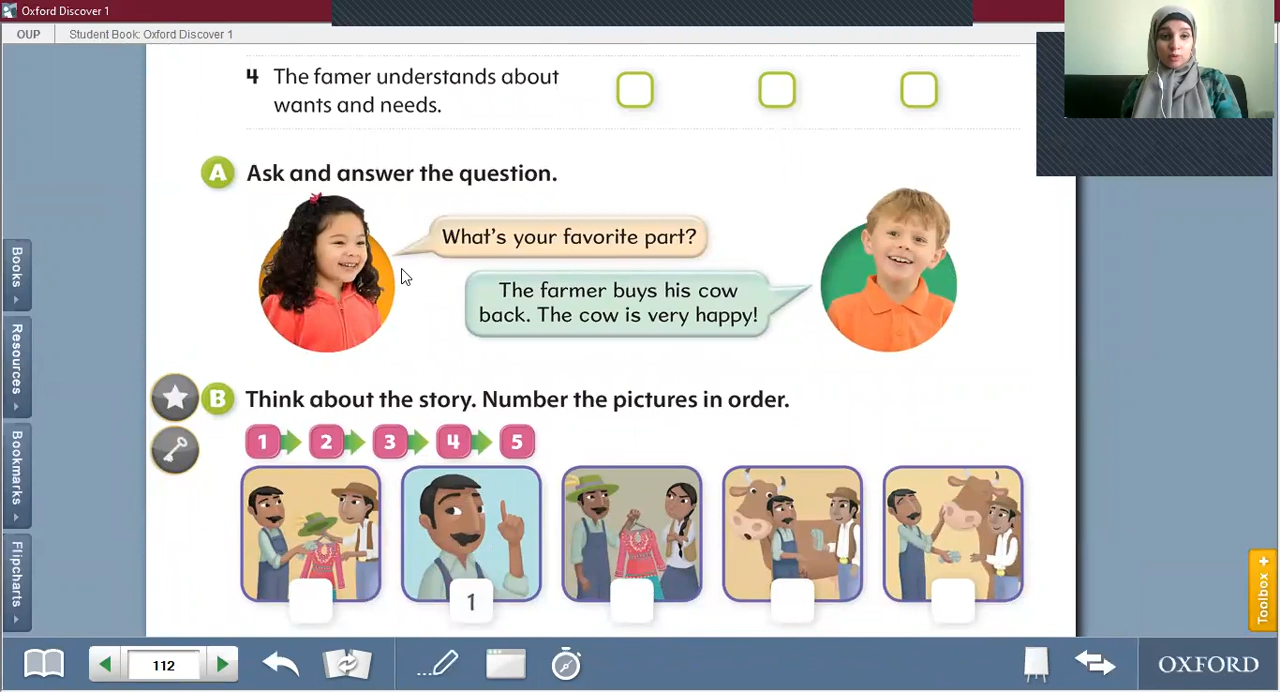 Oxford Discover 1
OUP
Student Book: Oxford Discover 1
4 The famer understands about
wants and needs.
A Ask and answer the question.
What's your favorite part?
The farmer buys his cow
back. The cow is very happy!
B Think about the story. Number the pictures in order.
1 2 3 4 5
1
Books
Resources
Bookmarks
Flipcharts
Toolbox +
112
OXFORD